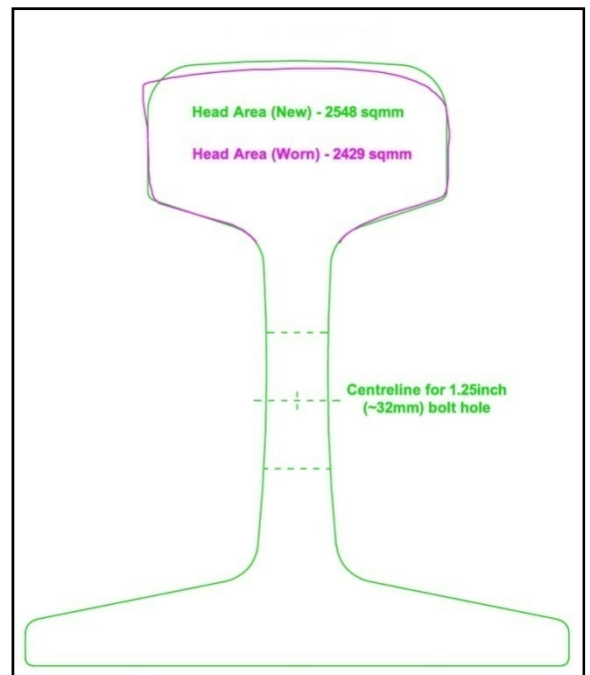 Head Area (New) - 2548 sqmm
Head Area (Worn) - 2429 sqmm
Centreline for 1.25inch
(~32mm) bolt hole